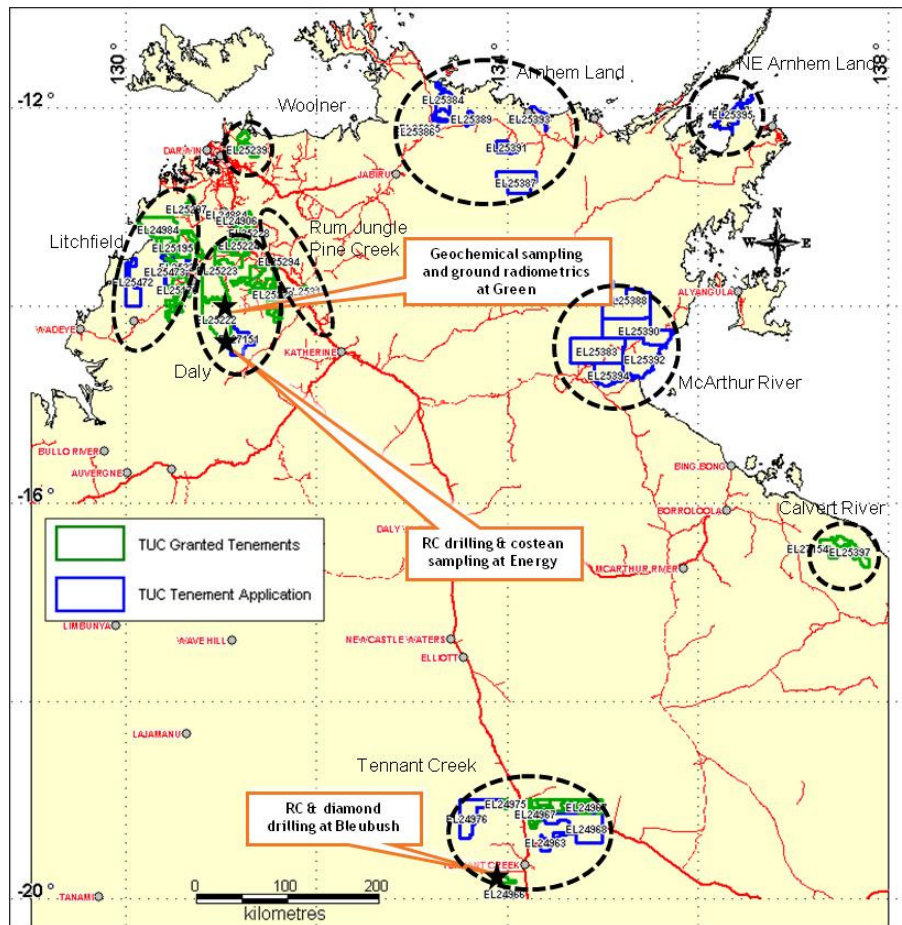 130°
134°
138°
-12°
-16°
-20°
Arnhem Land
NE Arnhem Land
Woolner
EL25384
EL25389
EL25393
EL25391
EL25387
EL25395
DARWIN
EL25239
JABIRU
Litchfield
Rum Jungle
Pine Creek
EL24984
EL25195
EL25472
EL25473
EL24906
EL25223
EL25294
EL25222
Geochemical sampling
and ground radiometrics
at Green
N
W
E
S
WADEYE
Daly
KATHERINE
EL25388
ALYANGULA
EL25390
EL25383
EL25392
EL25394
McArthur River
BULLO RIVER
AUVERGNE
BING BONG
BORROLOOLA
Calvert River
EL27154
EL25397
MCARTHUR RIVER
RC drilling & costean
sampling at Energy
TUC Granted Tenements
TUC Tenement Application
LIMBUNYA
WAVE HILL
NEWCASTLE WATERS
ELLIOTT
LAJAMANU
Tennant Creek
EL24975
EL24976
EL24967
EL24968
EL24963
RC & diamond
drilling at Bleubush
EL24966
TANAMI
0 100 200
kilometres